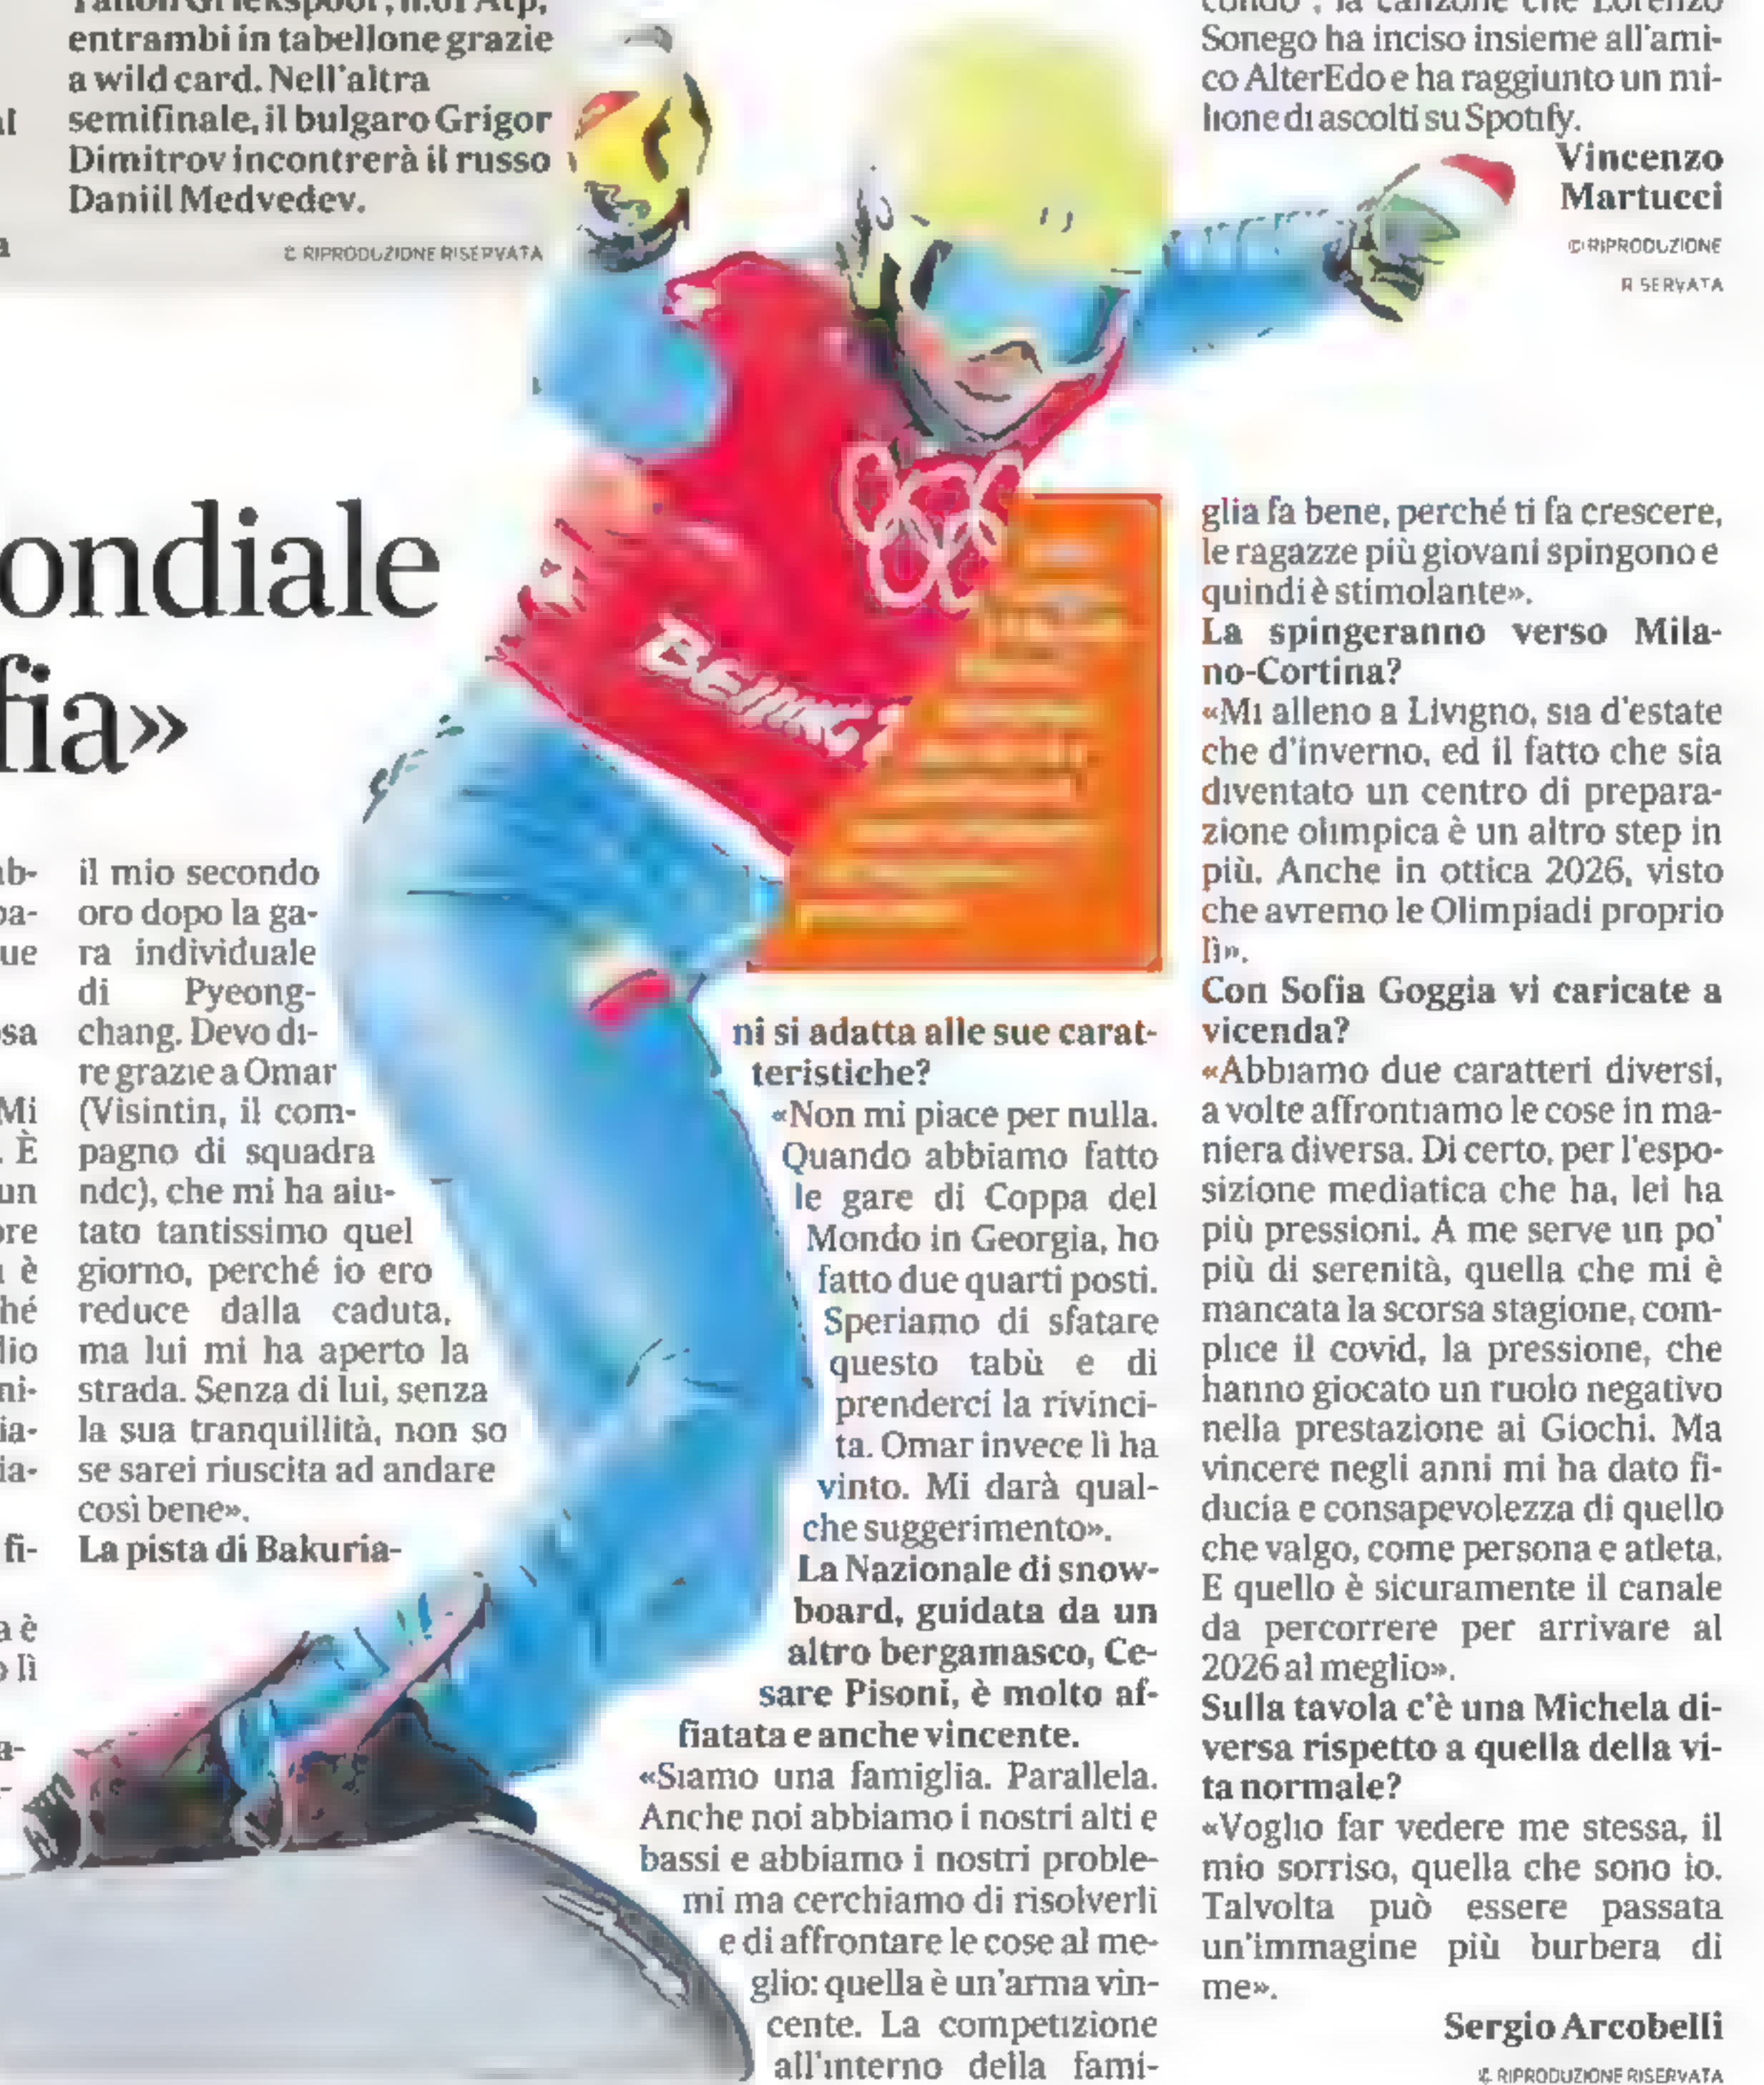 entrambi in tabellone grazie
a wild card. Nell'altra
semifinale, il bulgaro Grigor
Dimitrov incontrerà il russo
Daniil Medvedev.
© RIPRODUZIONE RISERVATA
la canzone che Lorenzo
Sonego ha inciso insieme all'ami-
co AlterEdo e ha raggiunto un mi-
lione di ascolti su Spotify.
Vincenzo
Martucci
© RIPRODUZIONE
RISERVATA
ondiale
fia»
ab-
pa-
ue
osa
Mi
. È
un
ore
è
hé
dio
ni-
ia-
ia-
fi-
a è
o lì
a-
il mio secondo
oro dopo la ga-
ra individuale
di Pyeong-
chang. Devo di-
re grazie a Omar
(Visintin, il com-
pagno di squadra
ndc), che mi ha aiu-
tato tantissimo quel
giorno, perché io ero
reduce dalla caduta,
ma lui mi ha aperto la
strada. Senza di lui, senza
la sua tranquillità, non so
se sarei riuscita ad andare
così bene».
La pista di Bakuria-
BEIJING
ni si adatta alle sue carat-
teristiche?
«Non mi piace per nulla.
Quando abbiamo fatto
le gare di Coppa del
Mondo in Georgia, ho
fatto due quarti posti.
Speriamo di sfatare
questo tabù e di
prenderci la rivinci-
ta. Omar invece lì ha
vinto. Mi darà qual-
che suggerimento».
La Nazionale di snow-
board, guidata da un
altro bergamasco, Ce-
sare Pisoni, è molto af-
fiatata e anche vincente.
«Siamo una famiglia. Parallela.
Anche noi abbiamo i nostri alti e
bassi e abbiamo i nostri proble-
mi ma cerchiamo di risolverli
e di affrontare le cose al me-
glio: quella è un'arma vin-
cente. La competizione
all'interno della fami-
glia fa bene, perché ti fa crescere,
le ragazze più giovani spingono e
quindi è stimolante».
La spingeranno verso Mila-
no-Cortina?
«Mi alleno a Livigno, sia d'estate
che d'inverno, ed il fatto che sia
diventato un centro di prepara-
zione olimpica è un altro step in
più. Anche in ottica 2026, visto
che avremo le Olimpiadi proprio
lì».
Con Sofia Goggia vi caricate a
vicenda?
«Abbiamo due caratteri diversi,
a volte affrontiamo le cose in ma-
niera diversa. Di certo, per l'espo-
sizione mediatica che ha, lei ha
più pressioni. A me serve un po'
più di serenità, quella che mi è
mancata la scorsa stagione, com-
plice il covid, la pressione, che
hanno giocato un ruolo negativo
nella prestazione ai Giochi. Ma
vincere negli anni mi ha dato fi-
ducia e consapevolezza di quello
che valgo, come persona e atleta.
E quello è sicuramente il canale
da percorrere per arrivare al
2026 al meglio».
Sulla tavola c'è una Michela di-
versa rispetto a quella della vi-
ta normale?
«Voglio far vedere me stessa, il
mio sorriso, quella che sono io.
Talvolta può essere passata
un'immagine più burbera di
me».
Sergio Arcobelli
© RIPRODUZIONE RISERVATA